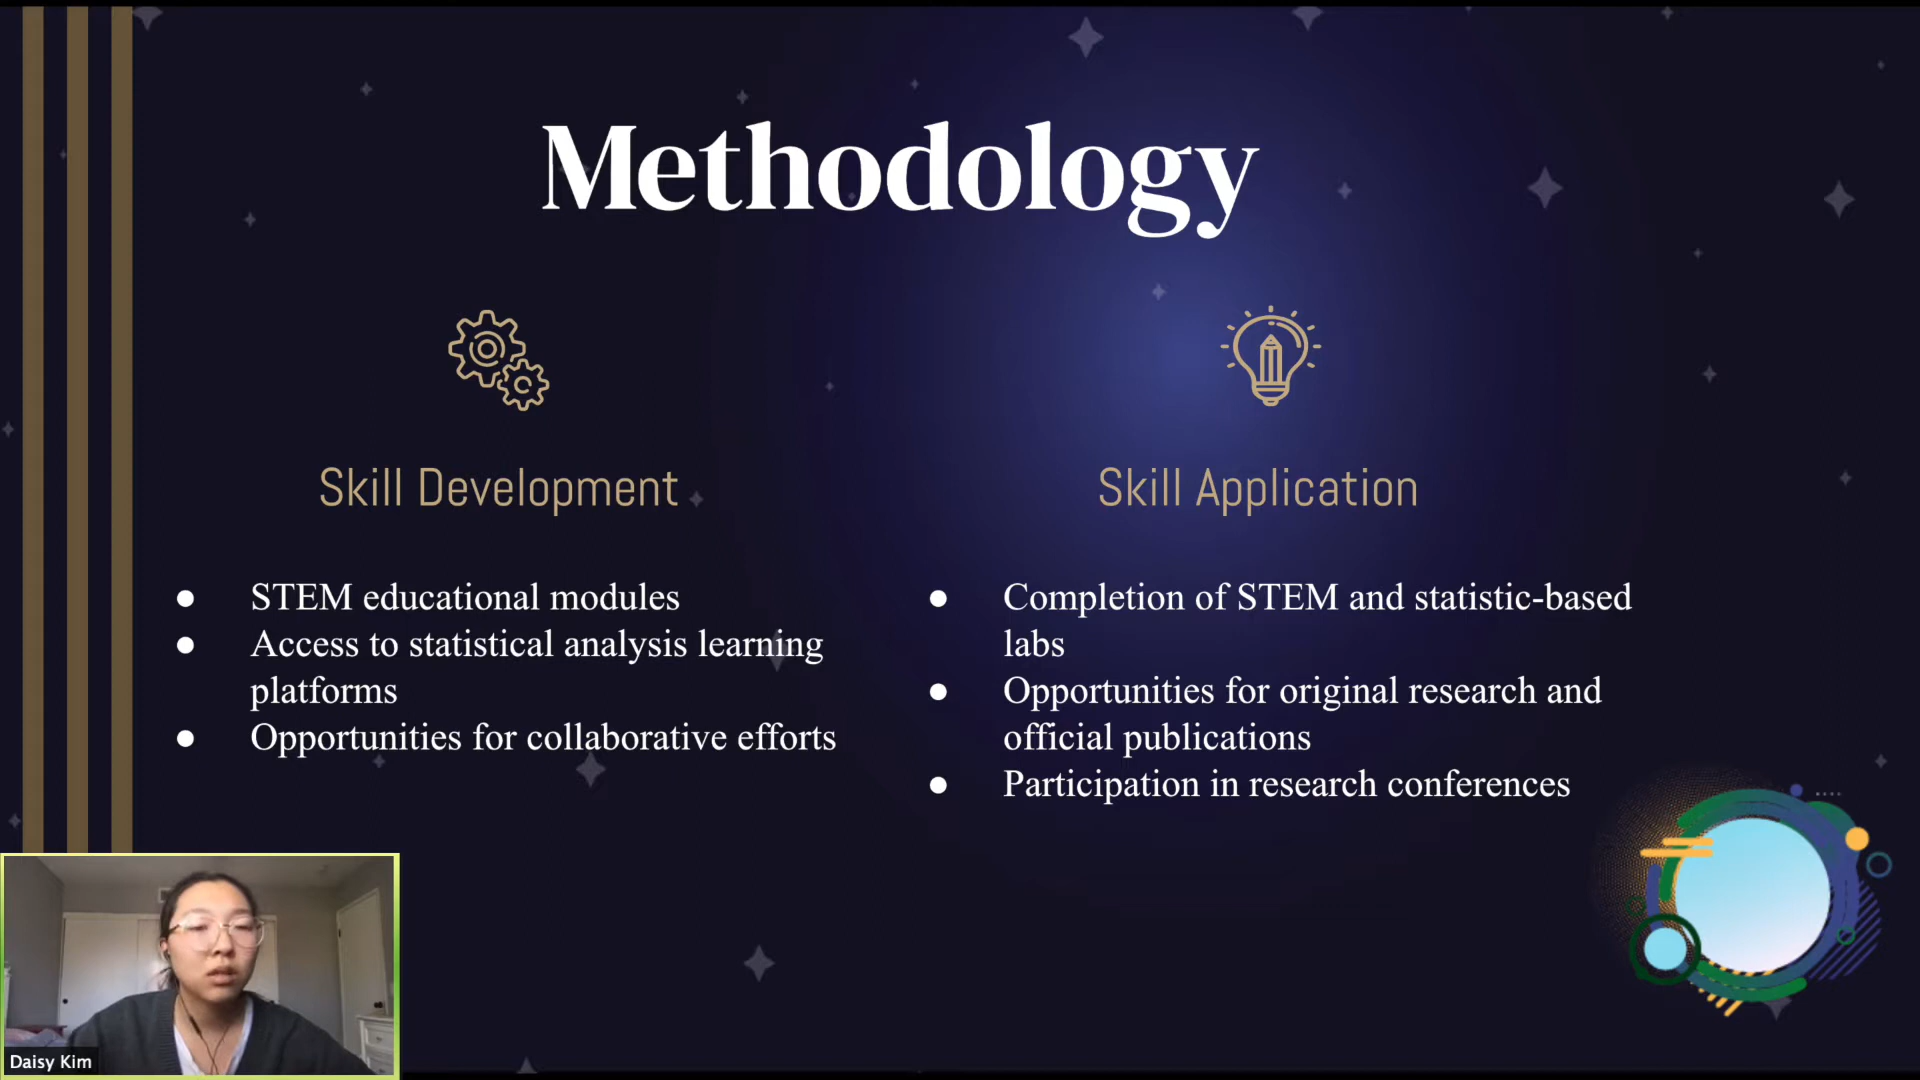 Methodology
Skill Development
● STEM educational modules
● Access to statistical analysis learning
platforms
● Opportunities for collaborative efforts
Skill Application
● Completion of STEM and statistic-based
labs
● Opportunities for original research and
official publications
● Participation in research conferences
Daisy Kim